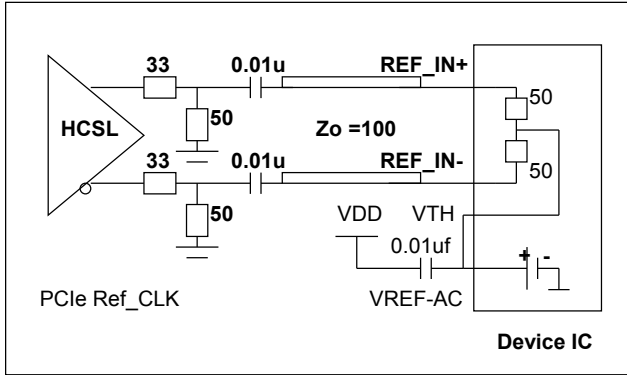 33
0.01u
REF_IN+
50
HCSL
50
Zo =100
33
0.01u
REF_IN-
50
50
VDD
VTH
0.01uf
+
-
PCIe Ref_CLK
VREF-AC
Device IC